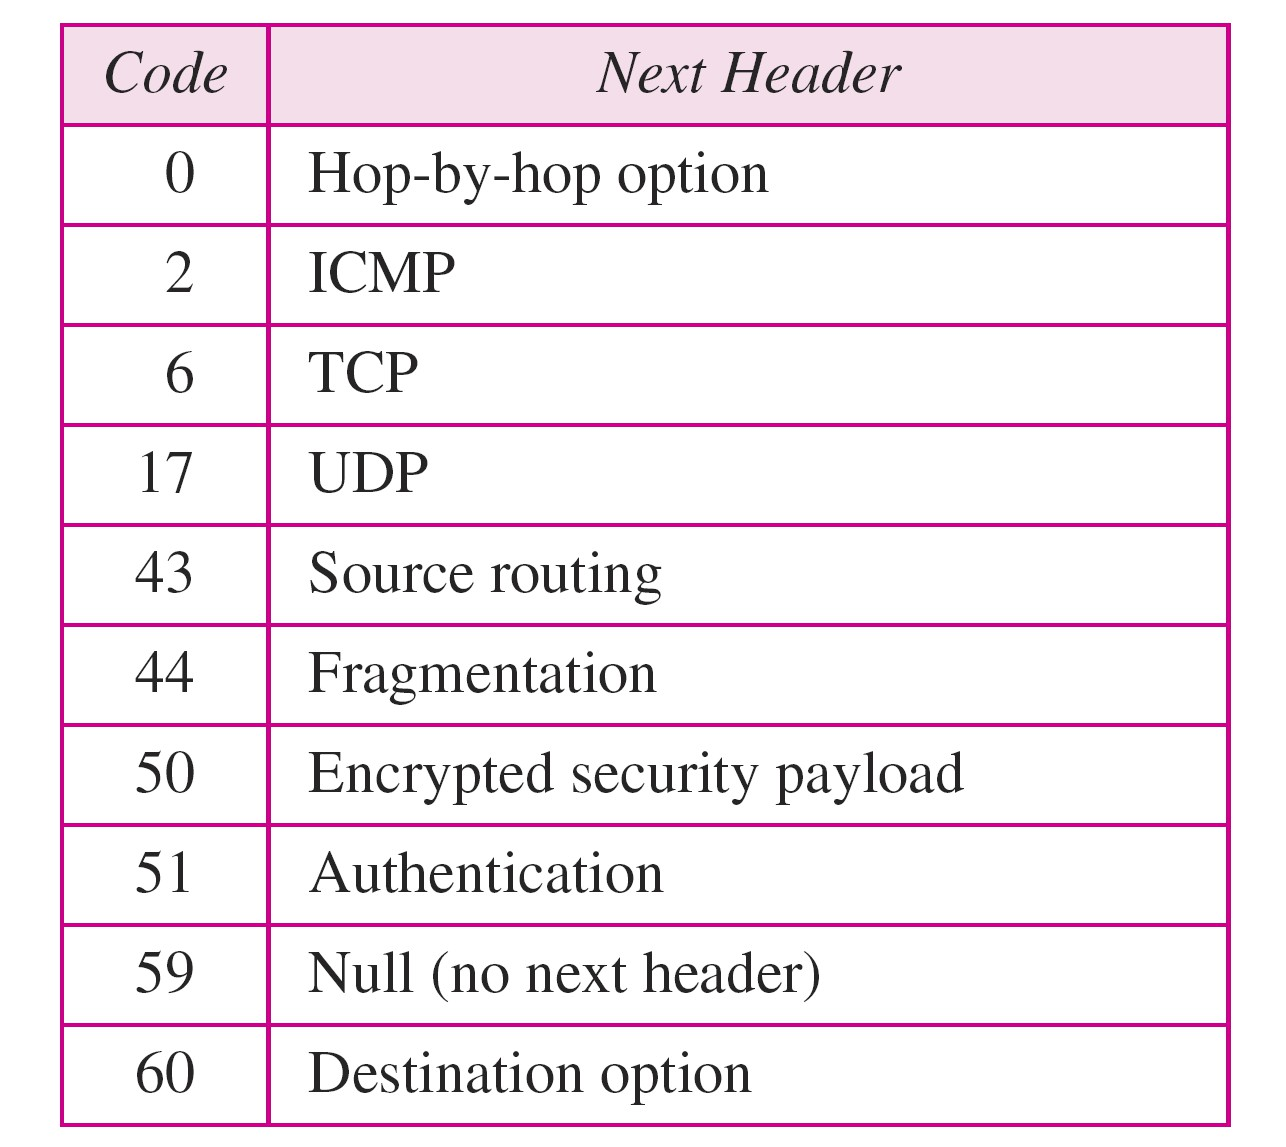 Code Next Header
0 Hop-by-hop option
2 ICMP
6 TCP
17 UDP
43 Source routing
44 Fragmentation
50 Encrypted security payload
51 Authentication
59 Null (no next header)
60 Destination option